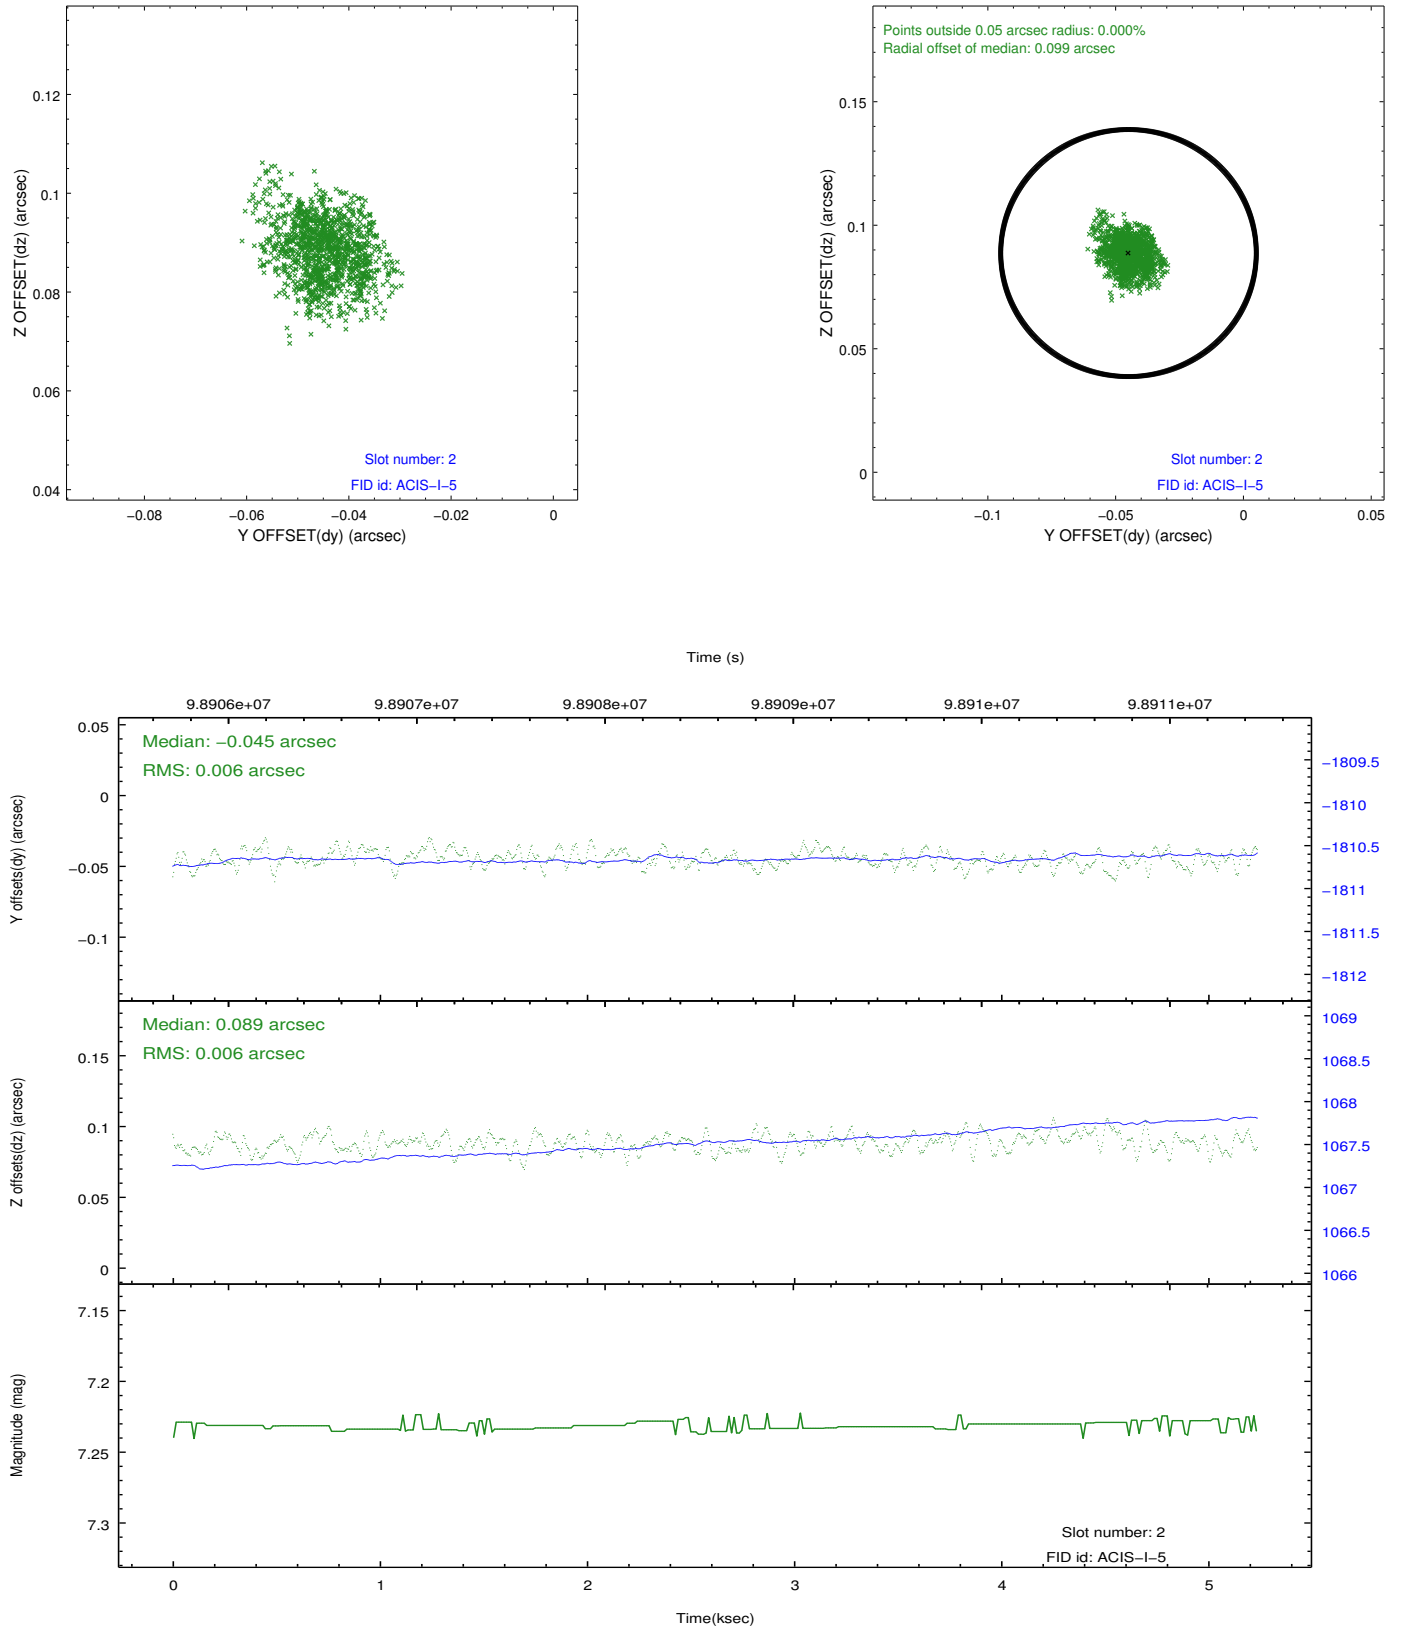 0.12
0.1
0.08
0.06
0.04
Z OFFSET(dz) (arcsec)
Slot number: 2
FID id: ACIS−I−5
−0.08 −0.06 −0.04 −0.02 0
Y OFFSET(dy) (arcsec)
Points outside 0.05 arcsec radius: 0.000%
Radial offset of median: 0.099 arcsec
0.15
0.1
0.05
0
Z OFFSET(dz) (arcsec)
Slot number: 2
FID id: ACIS−I−5
−0.1 −0.05 0 0.05
Y OFFSET(dy) (arcsec)
Time (s)
9.8906e+07 9.8907e+07 9.8908e+07 9.8909e+07 9.891e+07 9.8911e+07
Median: −0.045 arcsec
RMS: 0.006 arcsec
0.05
0
−0.05
−0.1
Y offsets(dy) (arcsec)
−1809.5
−1810
−1810.5
−1811
−1811.5
−1812
Median: 0.089 arcsec
RMS: 0.006 arcsec
0.15
0.1
0.05
0
Z offsets(dz) (arcsec)
1069
1068.5
1068
1067.5
1067
1066.5
1066
7.15
7.2
7.25
7.3
Magnitude (mag)
Slot number: 2
FID id: ACIS−I−5
0 1 2 3 4 5
Time(ksec)